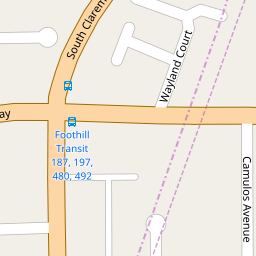 South Clarem
Wayland Court
ay
Foothill
Transit
187, 197,
480, 492
Camulos Avenue